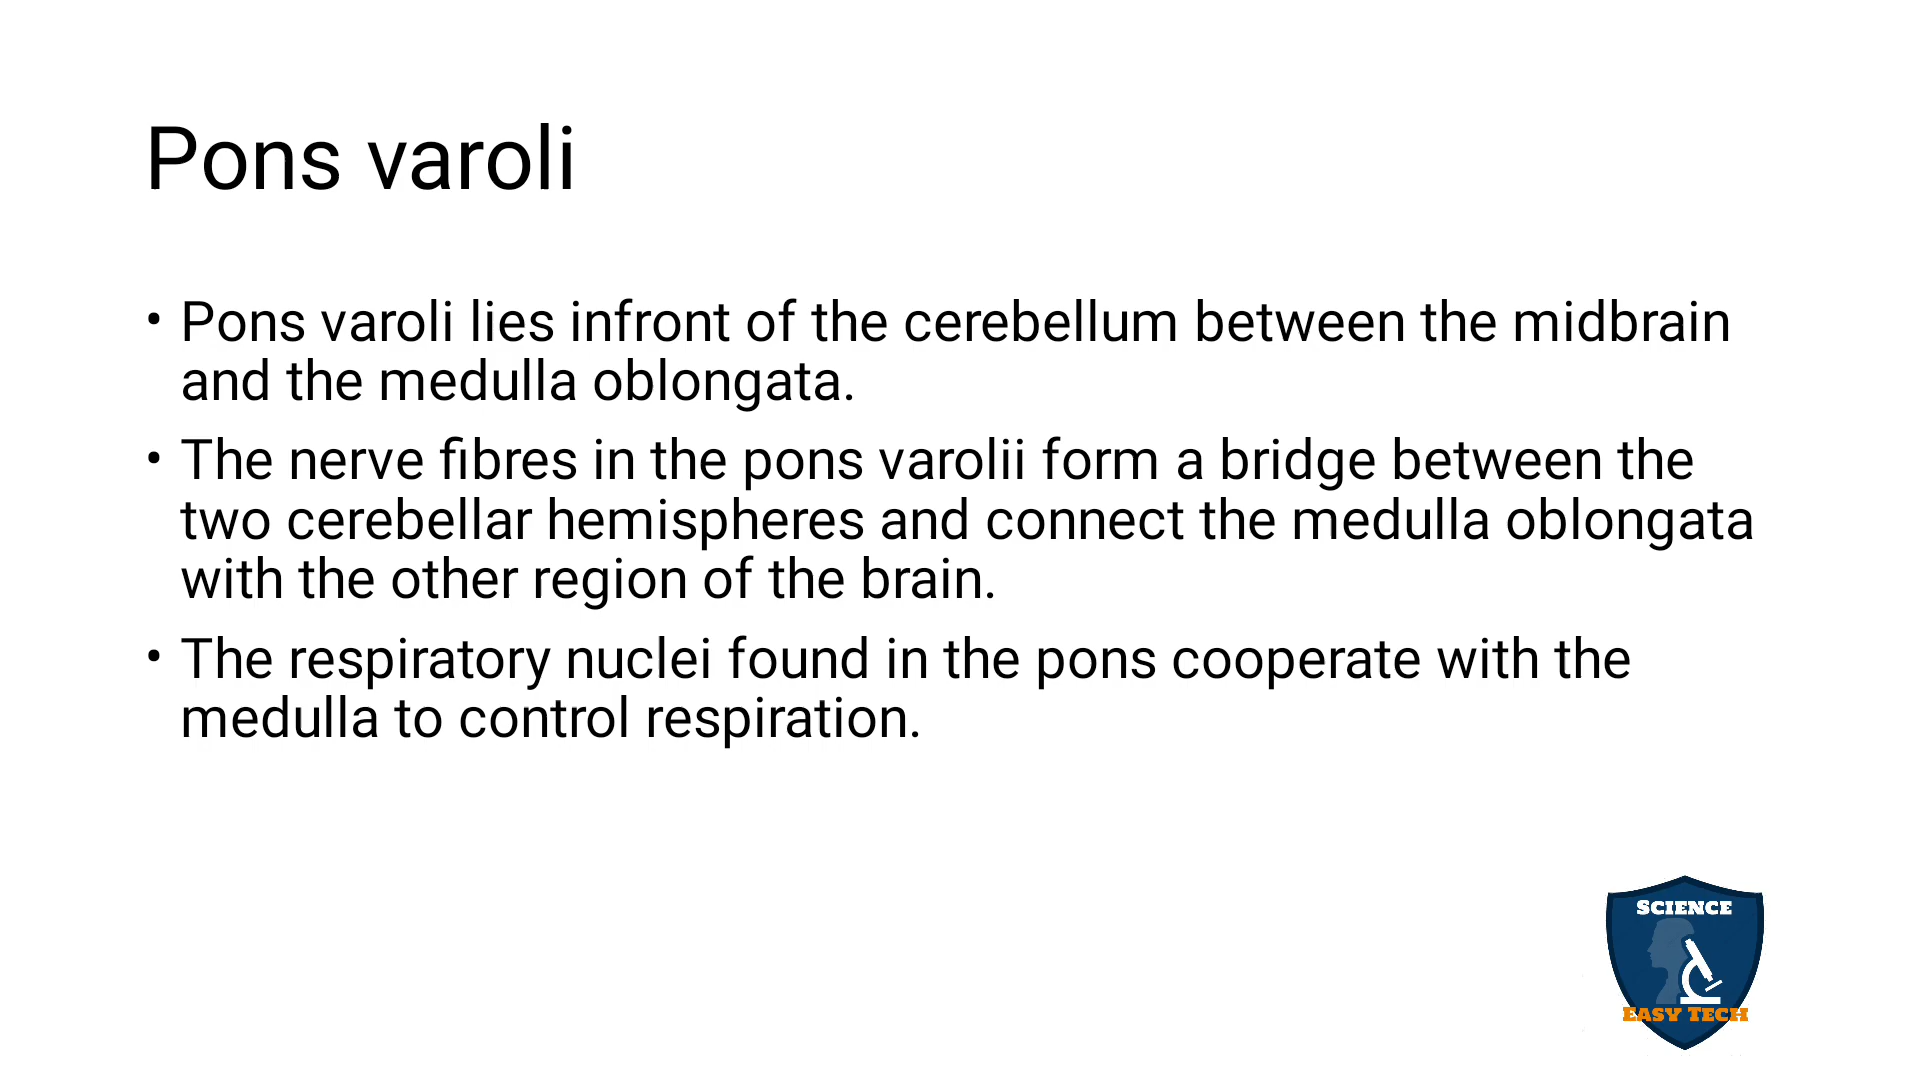 Pons varoli
• Pons varoli lies infront of the cerebellum between the midbrain
and the medulla oblongata.
• The nerve fibres in the pons varolii form a bridge between the
two cerebellar hemispheres and connect the medulla oblongata
with the other region of the brain.
• The respiratory nuclei found in the pons cooperate with the
medulla to control respiration.
SCIENCE
EASY TECH